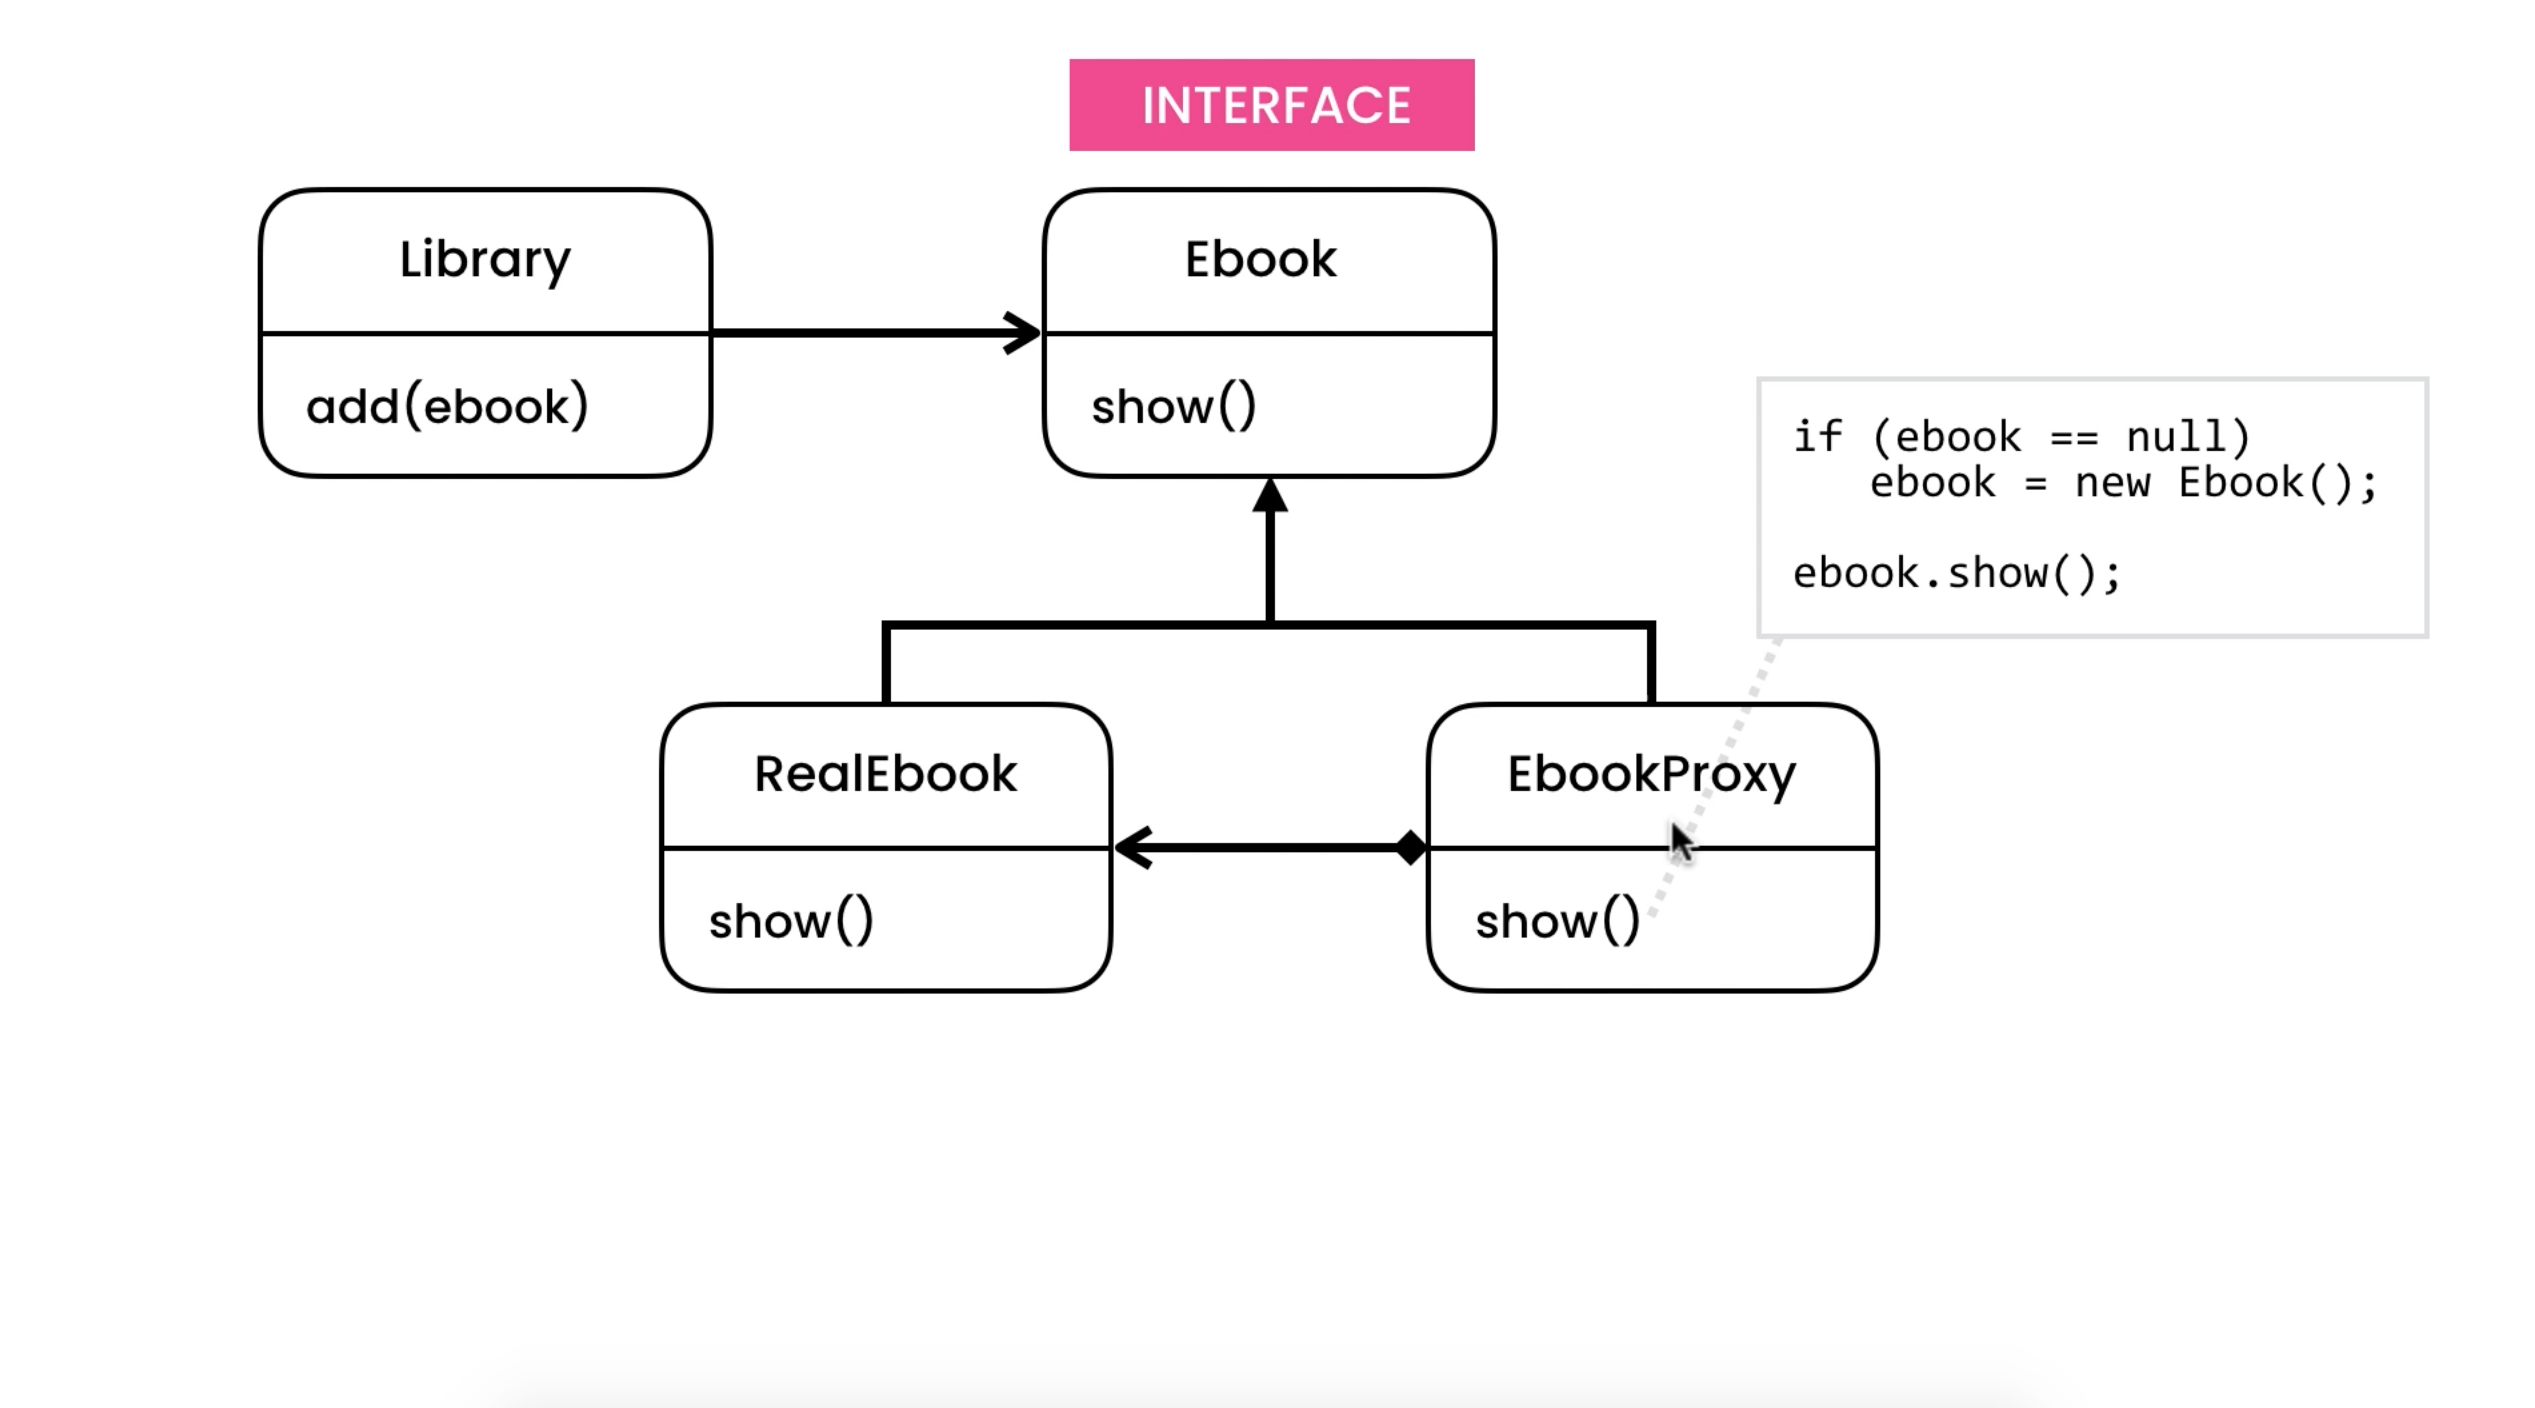 INTERFACE
Library
add(ebook)
Ebook
show()
if (ebook == null)
   ebook = new Ebook();
ebook.show();
RealEbook
show()
EbookProxy
show()